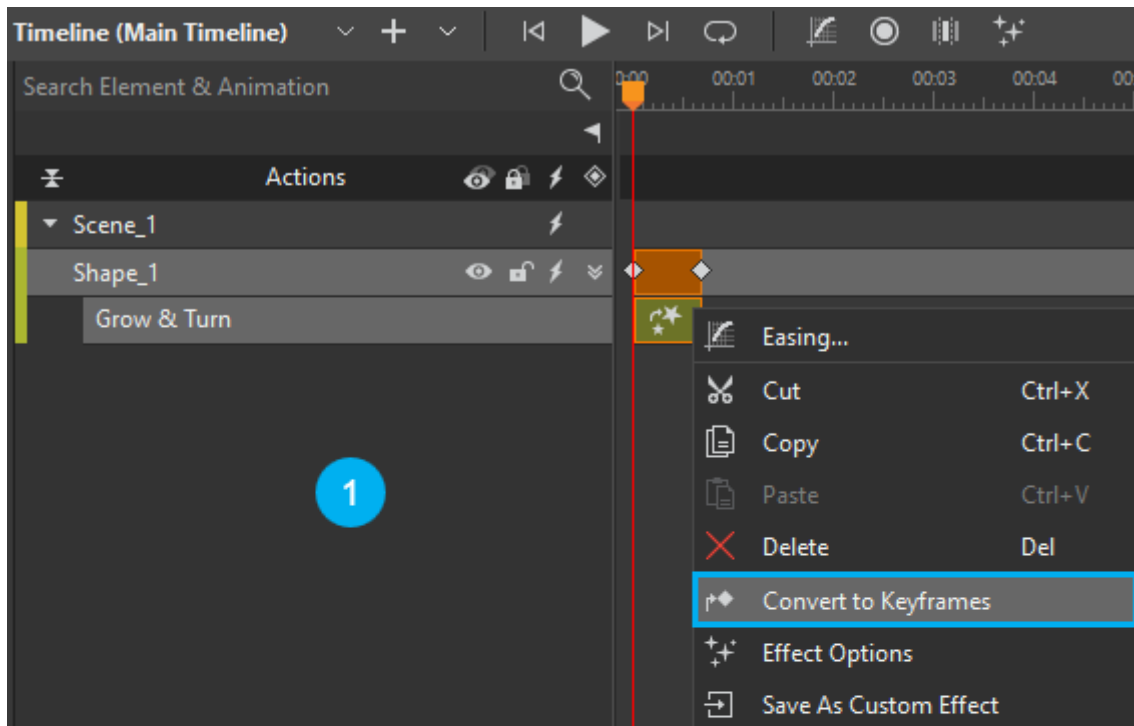 Timeline (Main Timeline)
Search Element & Animation
0:00 00:01 00:02 00:03 00:04 00
Actions
Scene_1
Shape_1
Grow & Turn
Easing...
Cut Ctrl+X
Copy Ctrl+C
1
Paste Ctrl+V
Delete Del
Convert to Keyframes
Effect Options
Save As Custom Effect